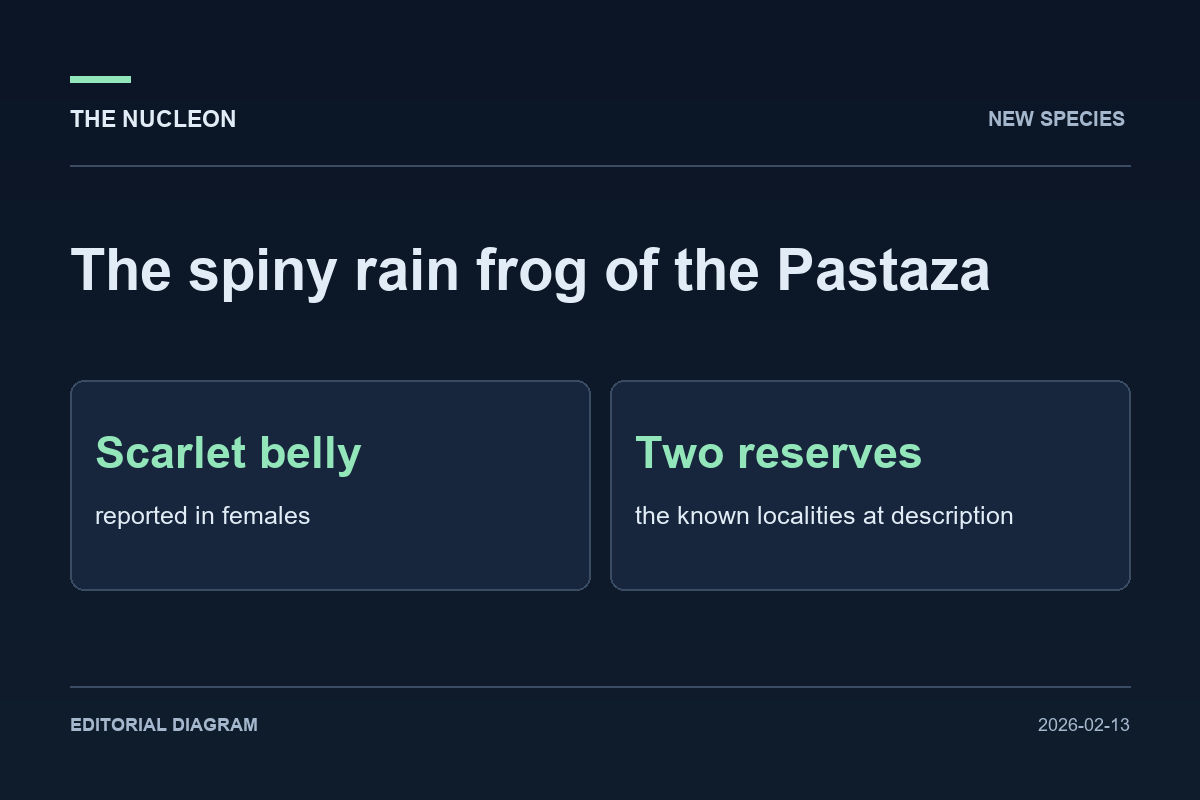 THE NUCLEON
NEW SPECIES
The spiny rain frog of the Pastaza
Scarlet belly
reported in females
Two reserves
the known localities at description
EDITORIAL DIAGRAM
2026-02-13